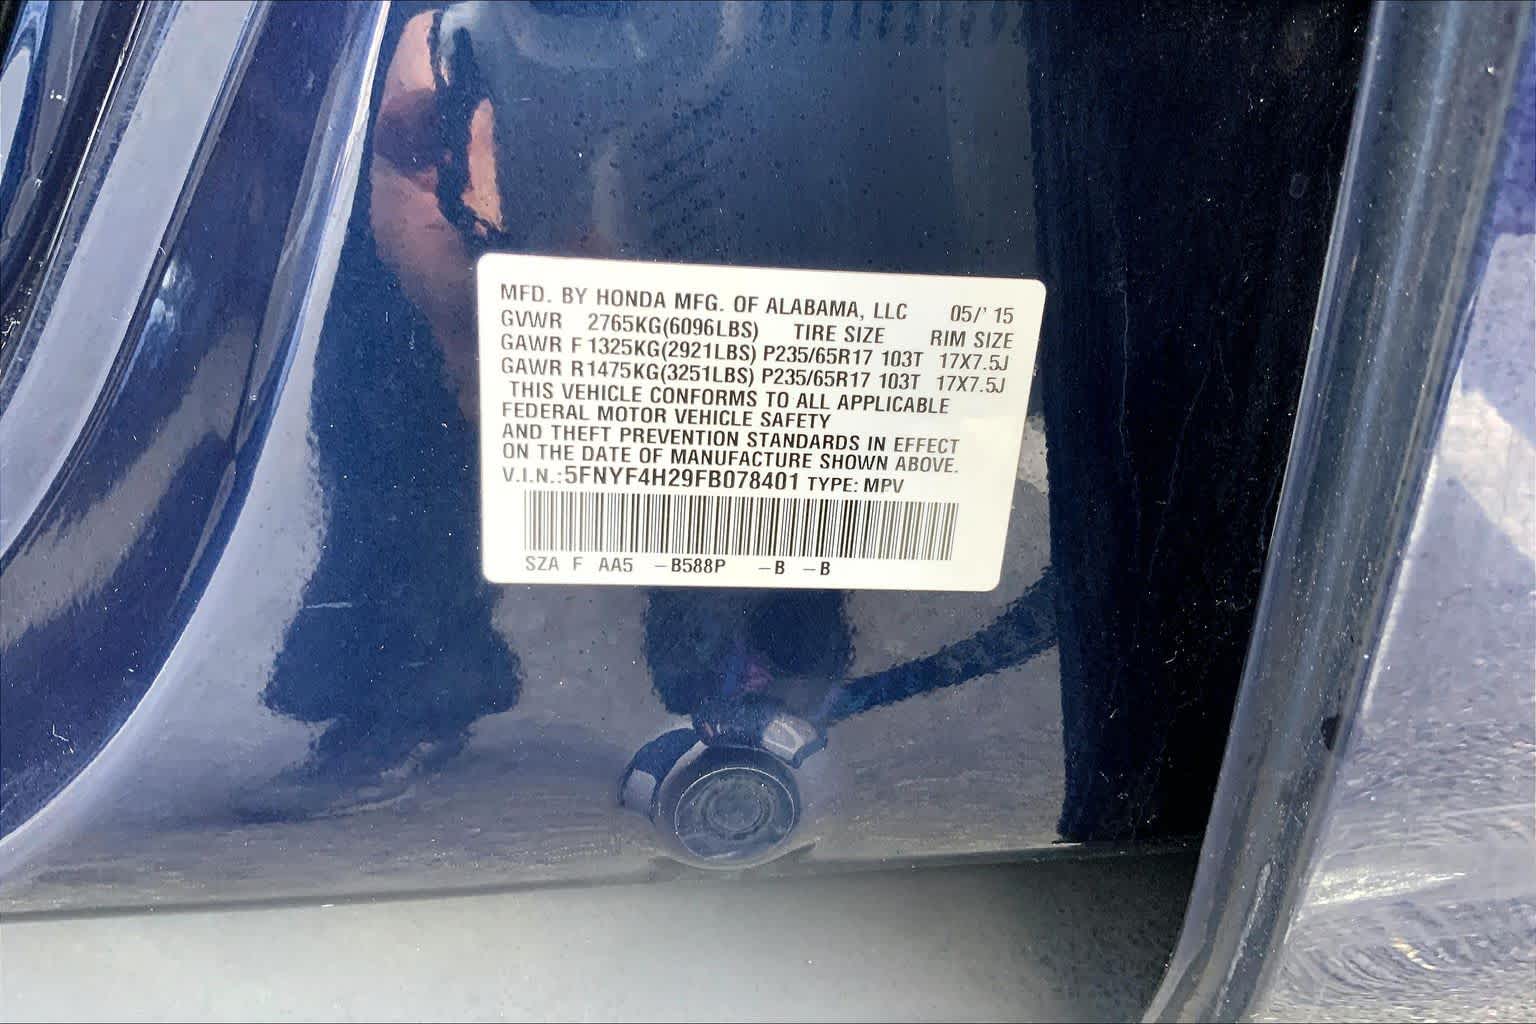 MFD. BY HONDA MFG. OF ALABAMA, LLC 05/'15
GVWR 2765KG(6096LBS) TIRE SIZE RIM SIZE
GAWR F 1325KG(2921LBS) P235/65R17 103T 17X7.5J
GAWR R1475KG(3251LBS) P235/65R17 103T 17X7.5J
THIS VEHICLE CONFORMS TO ALL APPLICABLE
FEDERAL MOTOR VEHICLE SAFETY
AND THEFT PREVENTION STANDARDS IN EFFECT
ON THE DATE OF MANUFACTURE SHOWN ABOVE.
V.I.N.:5FNYF4H29FB078401 TYPE: MPV
SZA F AA5 -B588P -B -B